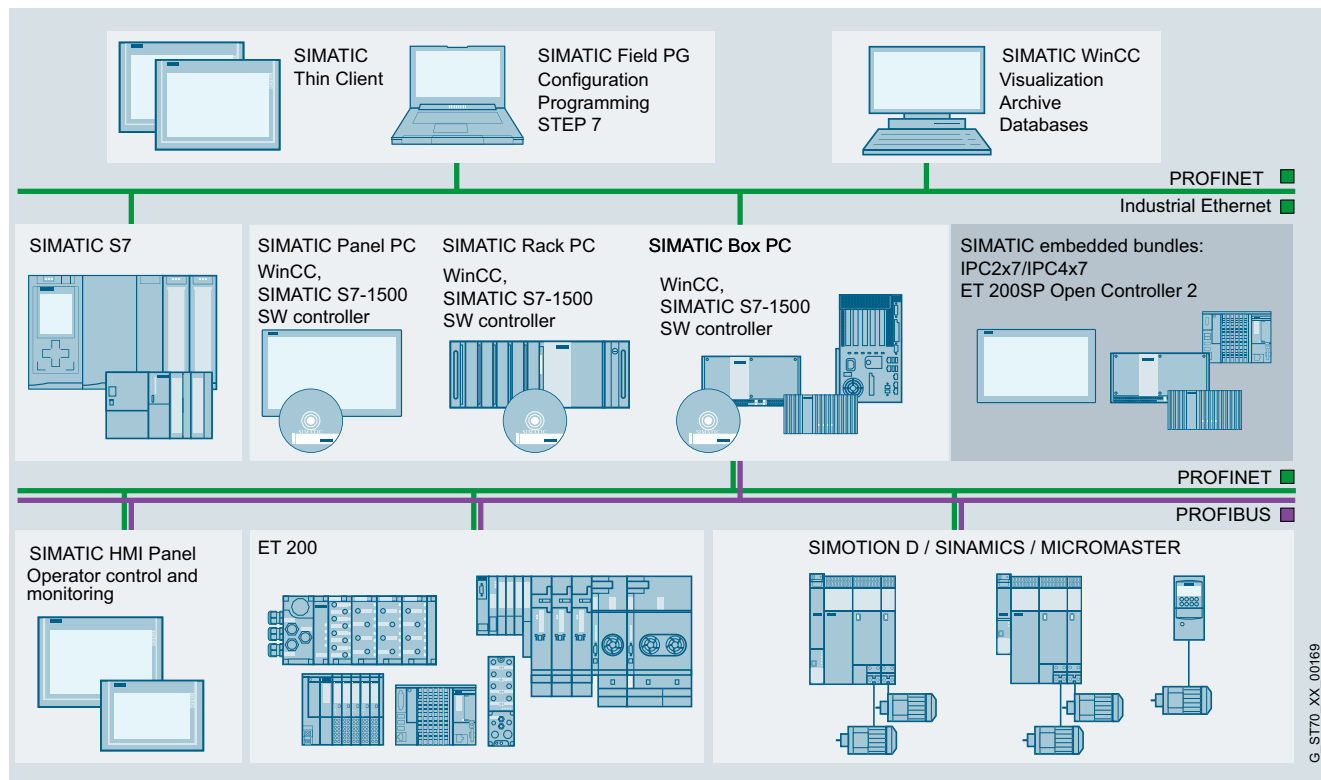 SIMATIC
Thin Client
SIMATIC Field PG
Configuration
Programming
STEP 7
SIMATIC WinCC
Visualization
Archive
Databases
PROFINET
Industrial Ethernet
SIMATIC S7
SIMATIC Panel PC
WinCC,
SIMATIC S7-1500
SW controller
SIMATIC Rack PC
WinCC,
SIMATIC S7-1500
SW controller
SIMATIC Box PC
WinCC,
SIMATIC S7-1500
SW controller
SIMATIC embedded bundles:
IPC2x7/IPC4x7
ET 200SP Open Controller 2
PROFINET
PROFIBUS
SIMATIC HMI Panel
Operator control and
monitoring
ET 200
SIMOTION D / SINAMICS / MICROMASTER
G_ST70_XX_00169